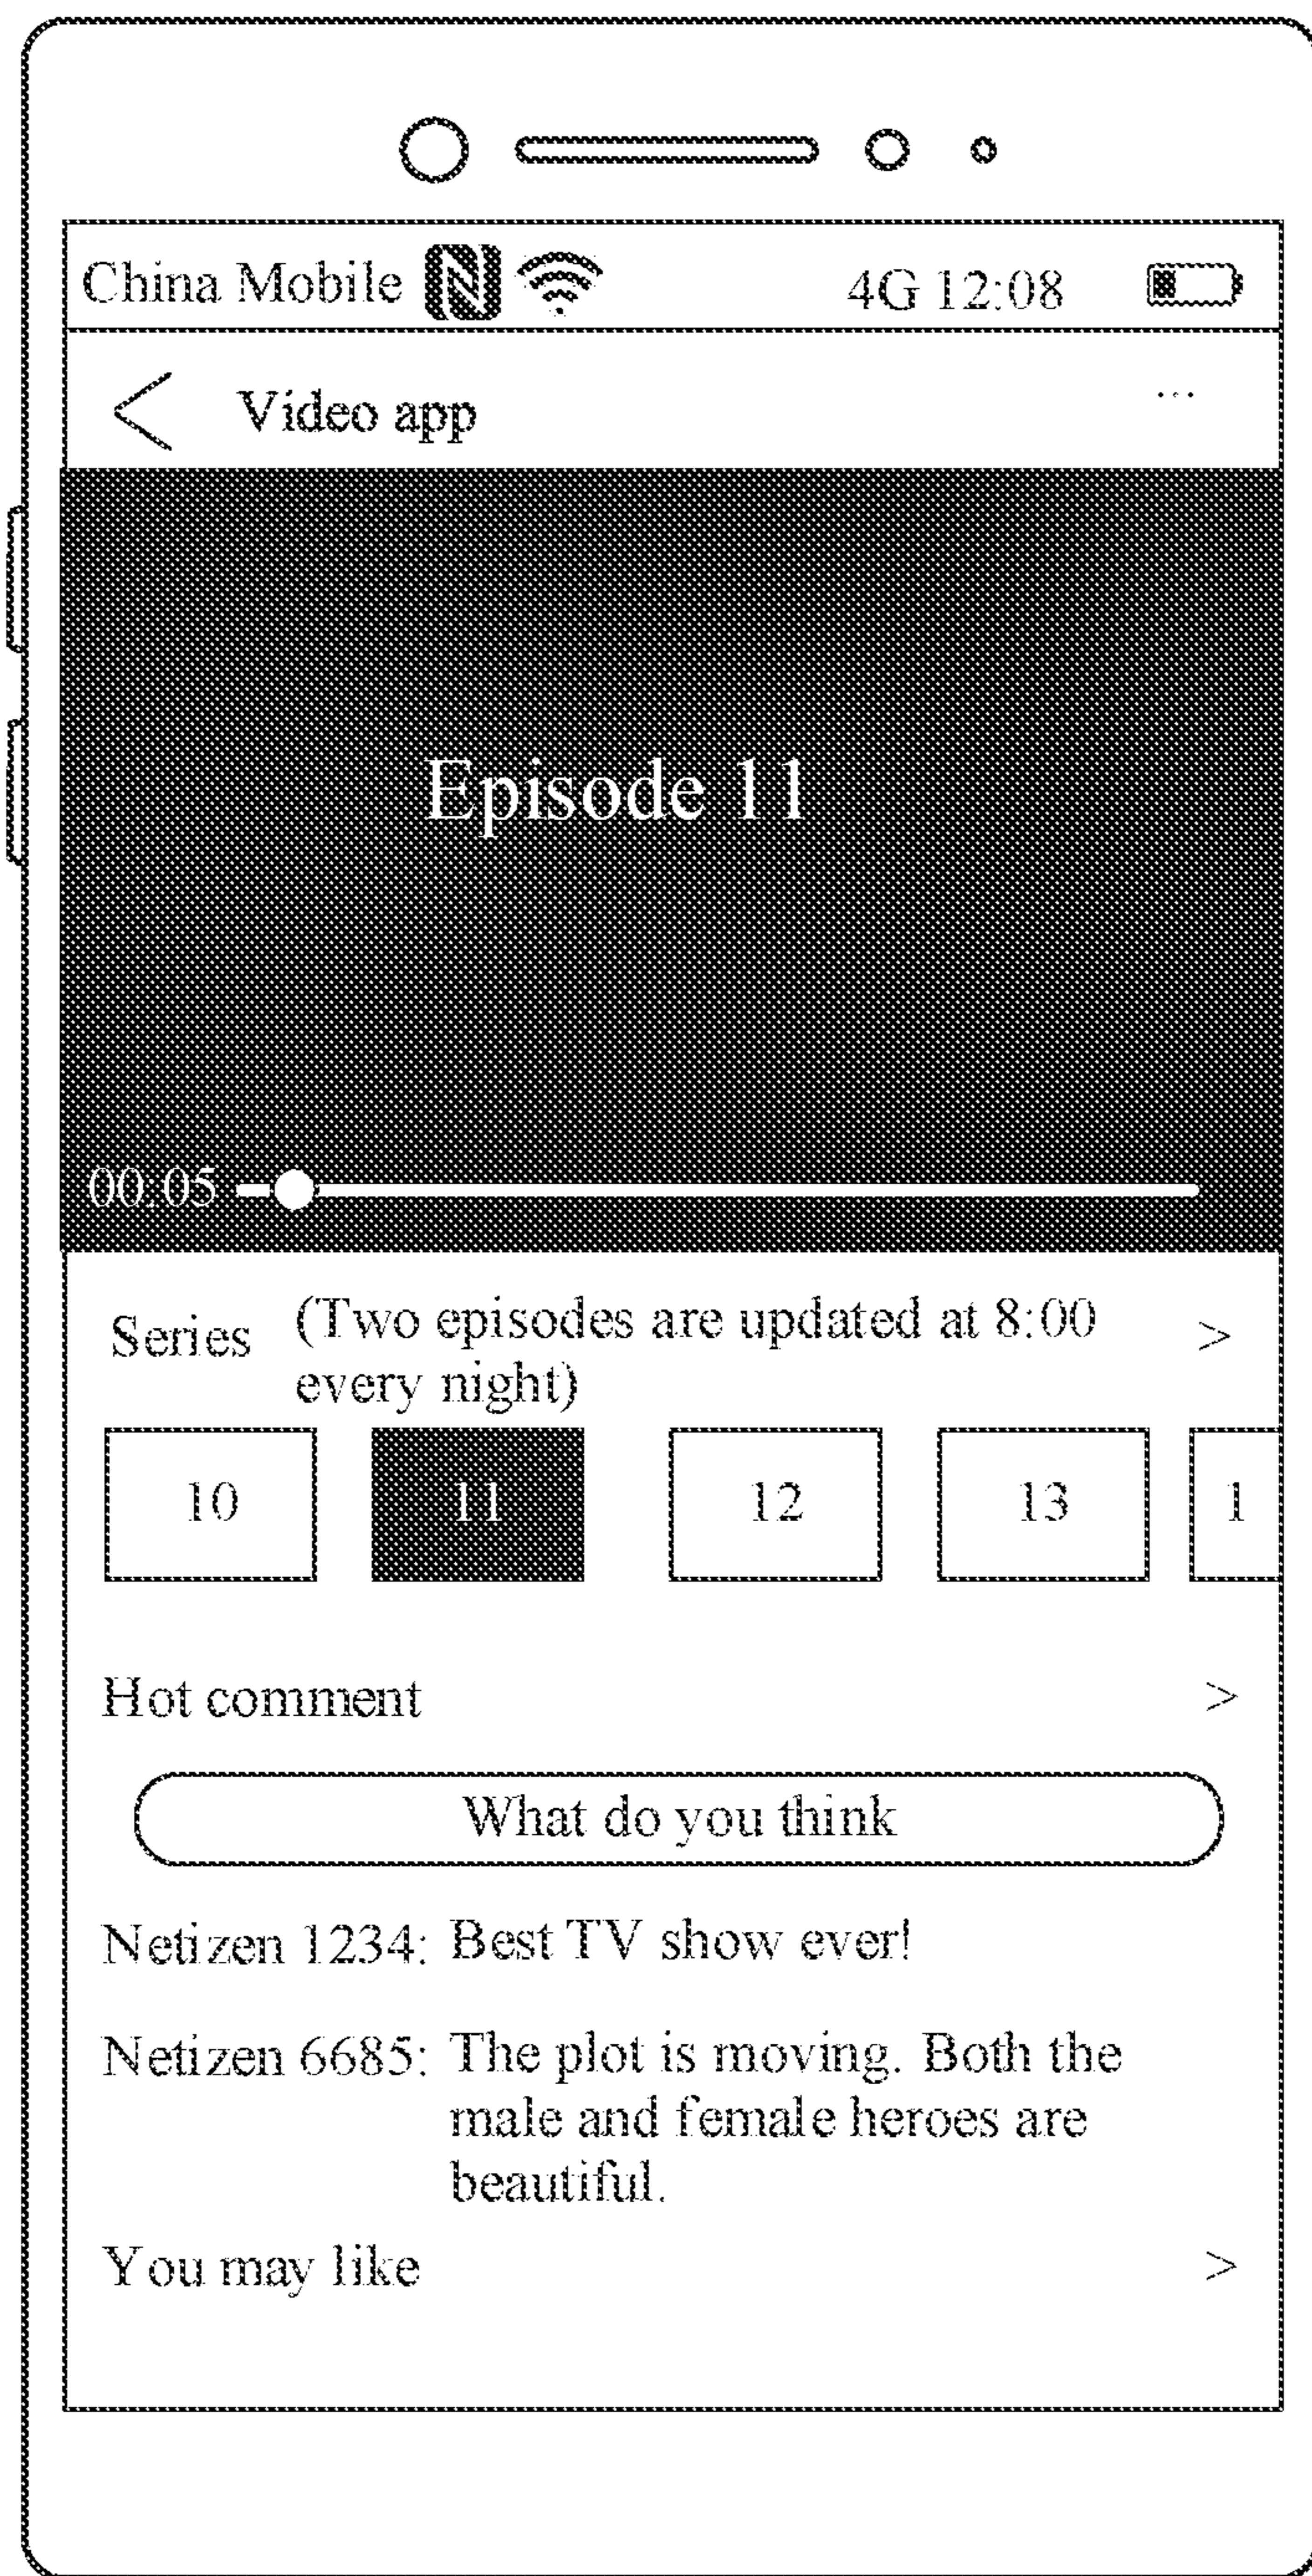 China Mobile 4G 12:08
< Video app ...
Episode 11
00:05
Series (Two episodes are updated at 8:00 >
every night)
10 11 12 13 1
Hot comment >
What do you think
Netizen 1234: Best TV show ever!
Netizen 6685: The plot is moving. Both the
male and female heroes are
beautiful.
You may like >